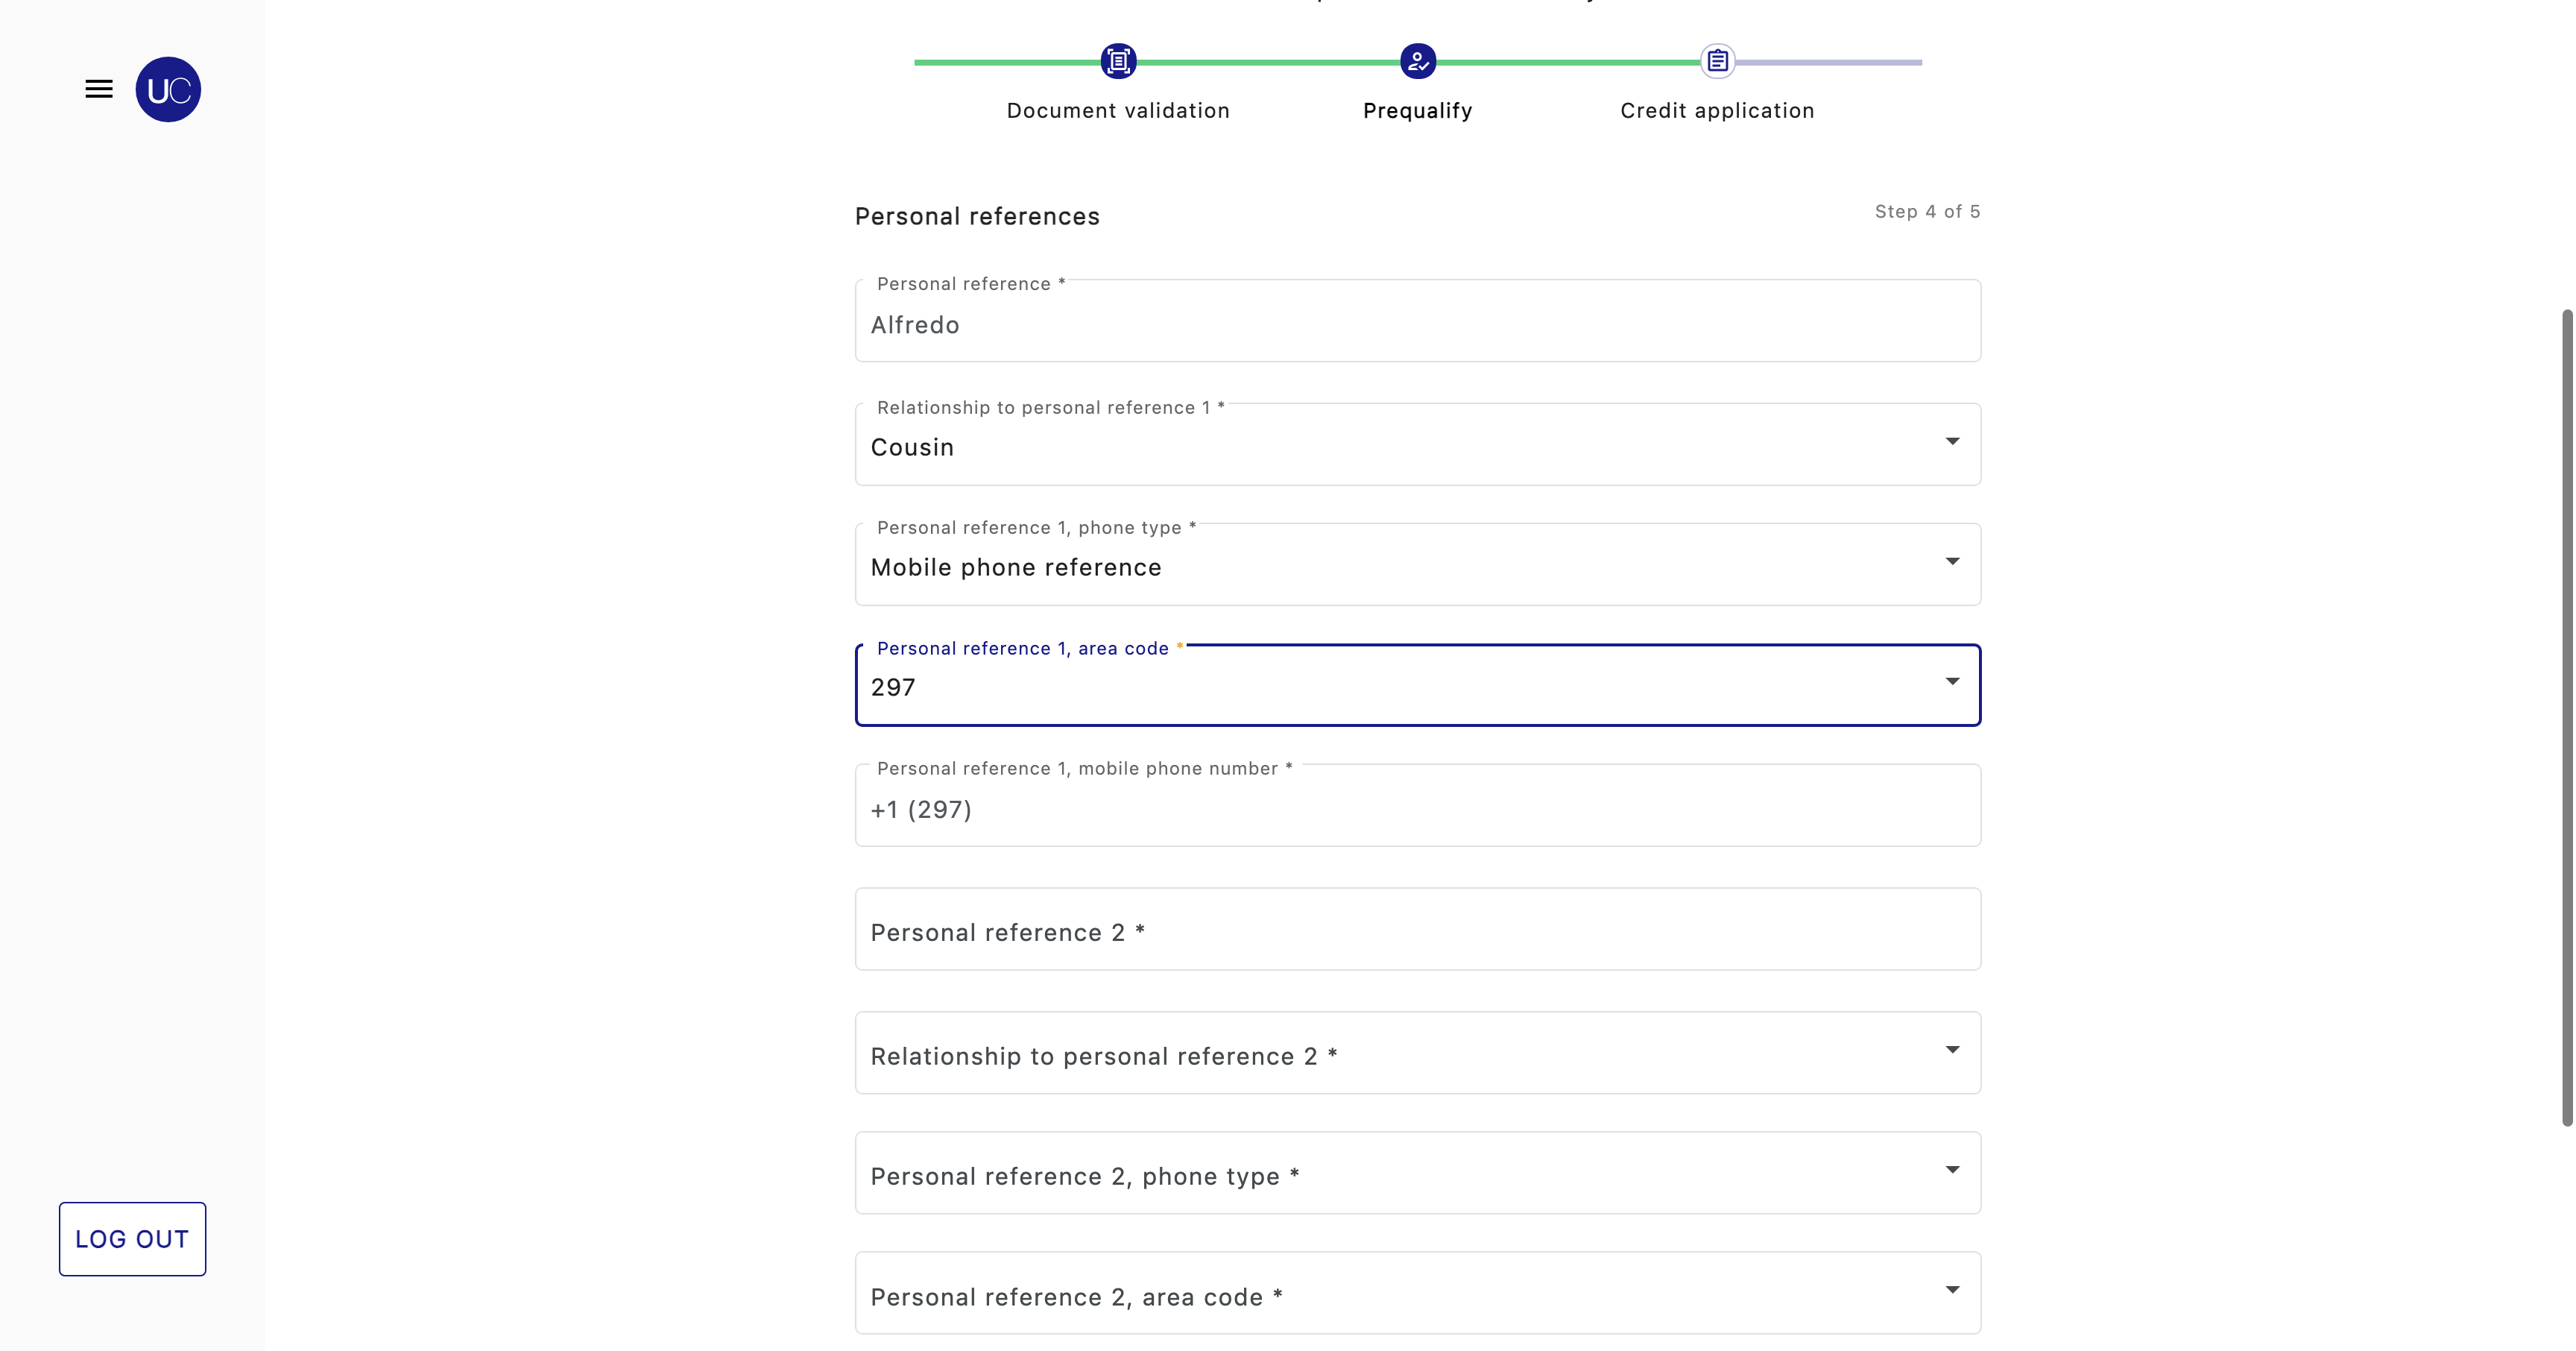 UC
Document validation
Prequalify
Credit application
Personal references
Step 4 of 5
Personal reference *
Alfredo
Relationship to personal reference 1 *
Cousin
Personal reference 1, phone type *
Mobile phone reference
Personal reference 1, area code *
297
Personal reference 1, mobile phone number *
+1 (297)
Personal reference 2 *
Relationship to personal reference 2 *
Personal reference 2, phone type *
Personal reference 2, area code *
LOG OUT